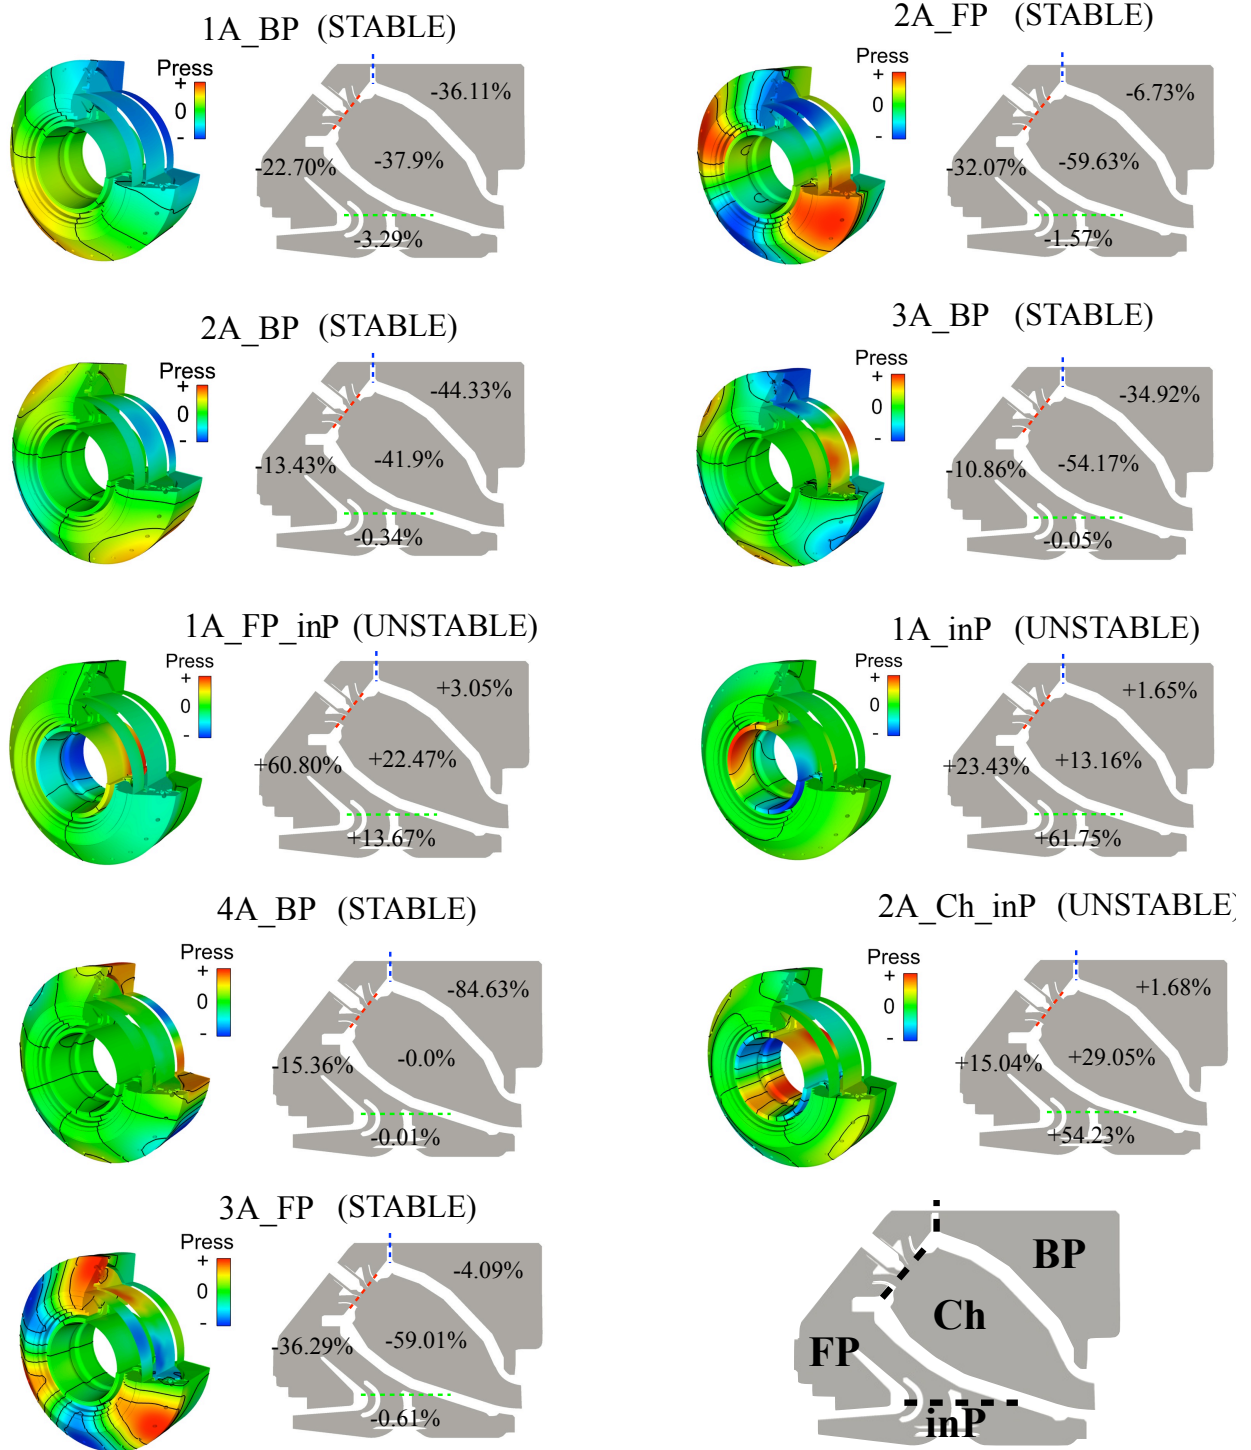 1A_BP (STABLE)
Press
+
0
-
-36.11%
-37.9%
-22.70%
-3.29%
2A_FP (STABLE)
Press
+
0
-
-6.73%
-59.63%
-32.07%
-1.57%
2A_BP (STABLE)
Press
+
0
-
-44.33%
-41.9%
-13.43%
-0.34%
3A_BP (STABLE)
Press
+
0
-
-34.92%
-54.17%
-10.86%
-0.05%
1A_FP_inP (UNSTABLE)
Press
+
0
-
+3.05%
+22.47%
+60.80%
+13.67%
1A_inP (UNSTABLE)
Press
+
0
-
+1.65%
+13.16%
+23.43%
+61.75%
4A_BP (STABLE)
Press
+
0
-
-84.63%
-0.0%
-15.36%
-0.01%
2A_Ch_inP (UNSTABLE)
Press
+
0
-
+1.68%
+29.05%
+15.04%
+54.23%
3A_FP (STABLE)
Press
+
0
-
-4.09%
-59.01%
-36.29%
-0.61%
BP
Ch
FP
inP